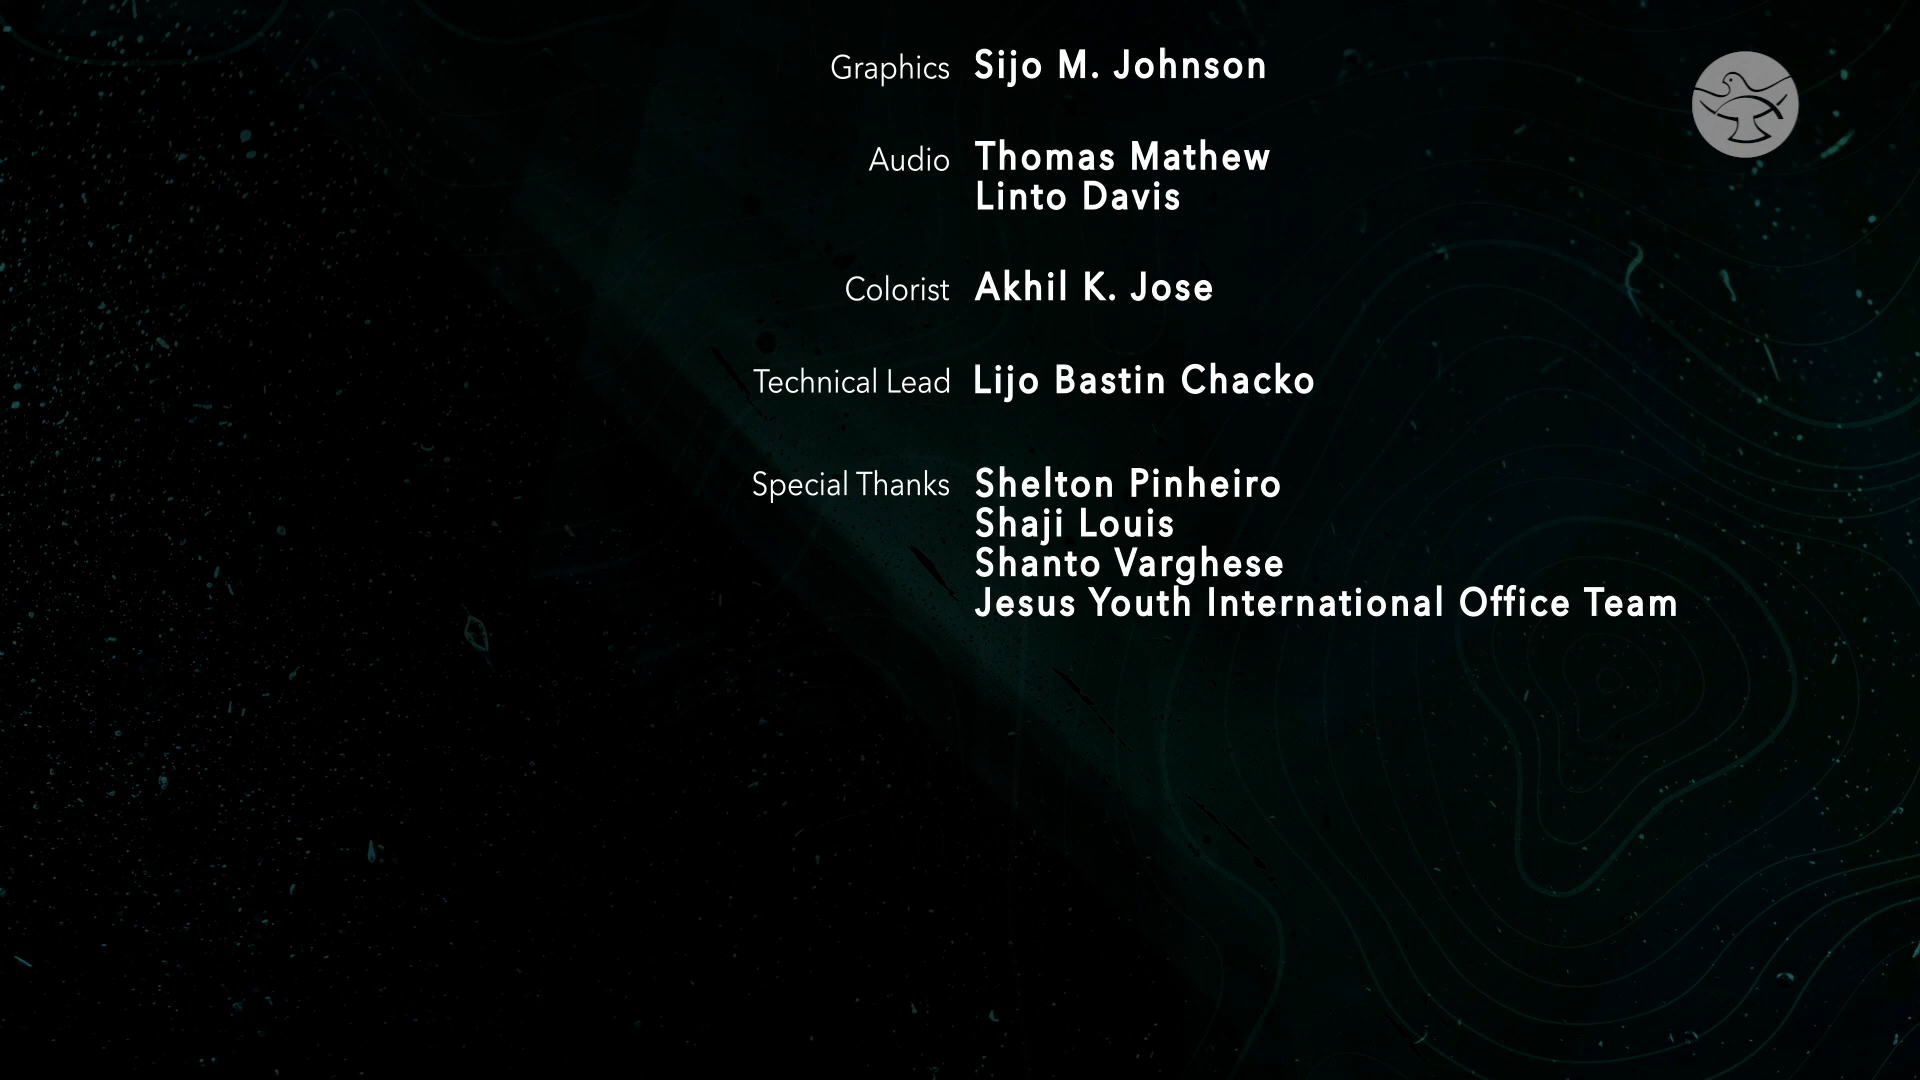 Graphics Sijo M. Johnson
Audio Thomas Mathew
Linto Davis
Colorist Akhil K. Jose
Technical Lead Lijo Bastin Chacko
Special Thanks Shelton Pinheiro
Shaji Louis
Shanto Varghese
Jesus Youth International Office Team